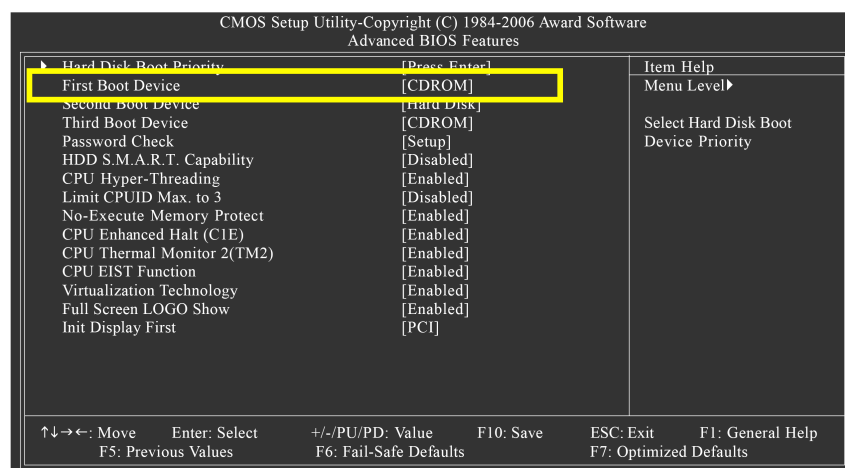 CMOS Setup Utility-Copyright (C) 1984-2006 Award Software
Advanced BIOS Features
Hard Disk Boot Priority [Press Enter] Item Help
First Boot Device [CDROM] Menu Level
Second Boot Device [Hard Disk]
Third Boot Device [CDROM] Select Hard Disk Boot
Password Check [Setup] Device Priority
HDD S.M.A.R.T. Capability [Disabled]
CPU Hyper-Threading [Enabled]
Limit CPUID Max. to 3 [Disabled]
No-Execute Memory Protect [Enabled]
CPU Enhanced Halt (C1E) [Enabled]
CPU Thermal Monitor 2(TM2) [Enabled]
CPU EIST Function [Enabled]
Virtualization Technology [Enabled]
Full Screen LOGO Show [Enabled]
Init Display First [PCI]
↑↓→←: Move Enter: Select +/-/PU/PD: Value F10: Save ESC: Exit F1: General Help
F5: Previous Values F6: Fail-Safe Defaults F7: Optimized Defaults